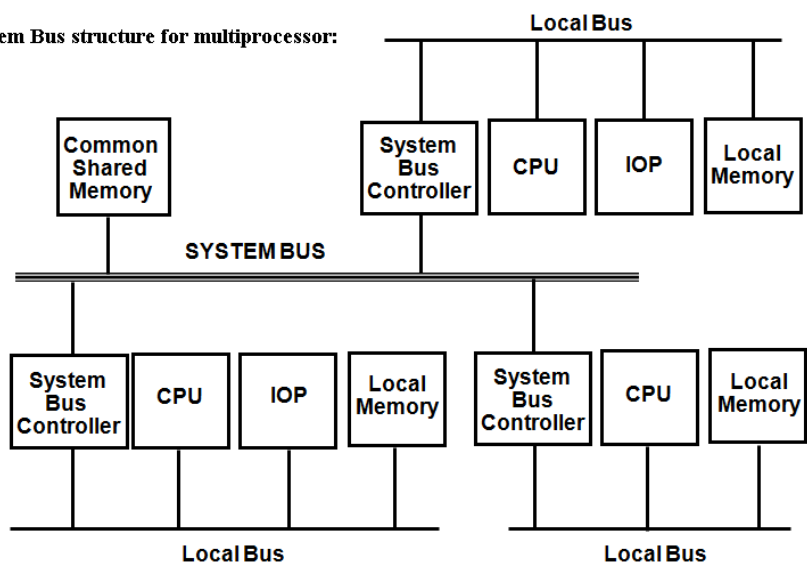 em Bus structure for multiprocessor:
Local Bus
Common
Shared
Memory
System
Bus
Controller
CPU
IOP
Local
Memory
SYSTEM BUS
System
Bus
Controller
CPU
IOP
Local
Memory
System
Bus
Controller
CPU
Local
Memory
Local Bus
Local Bus